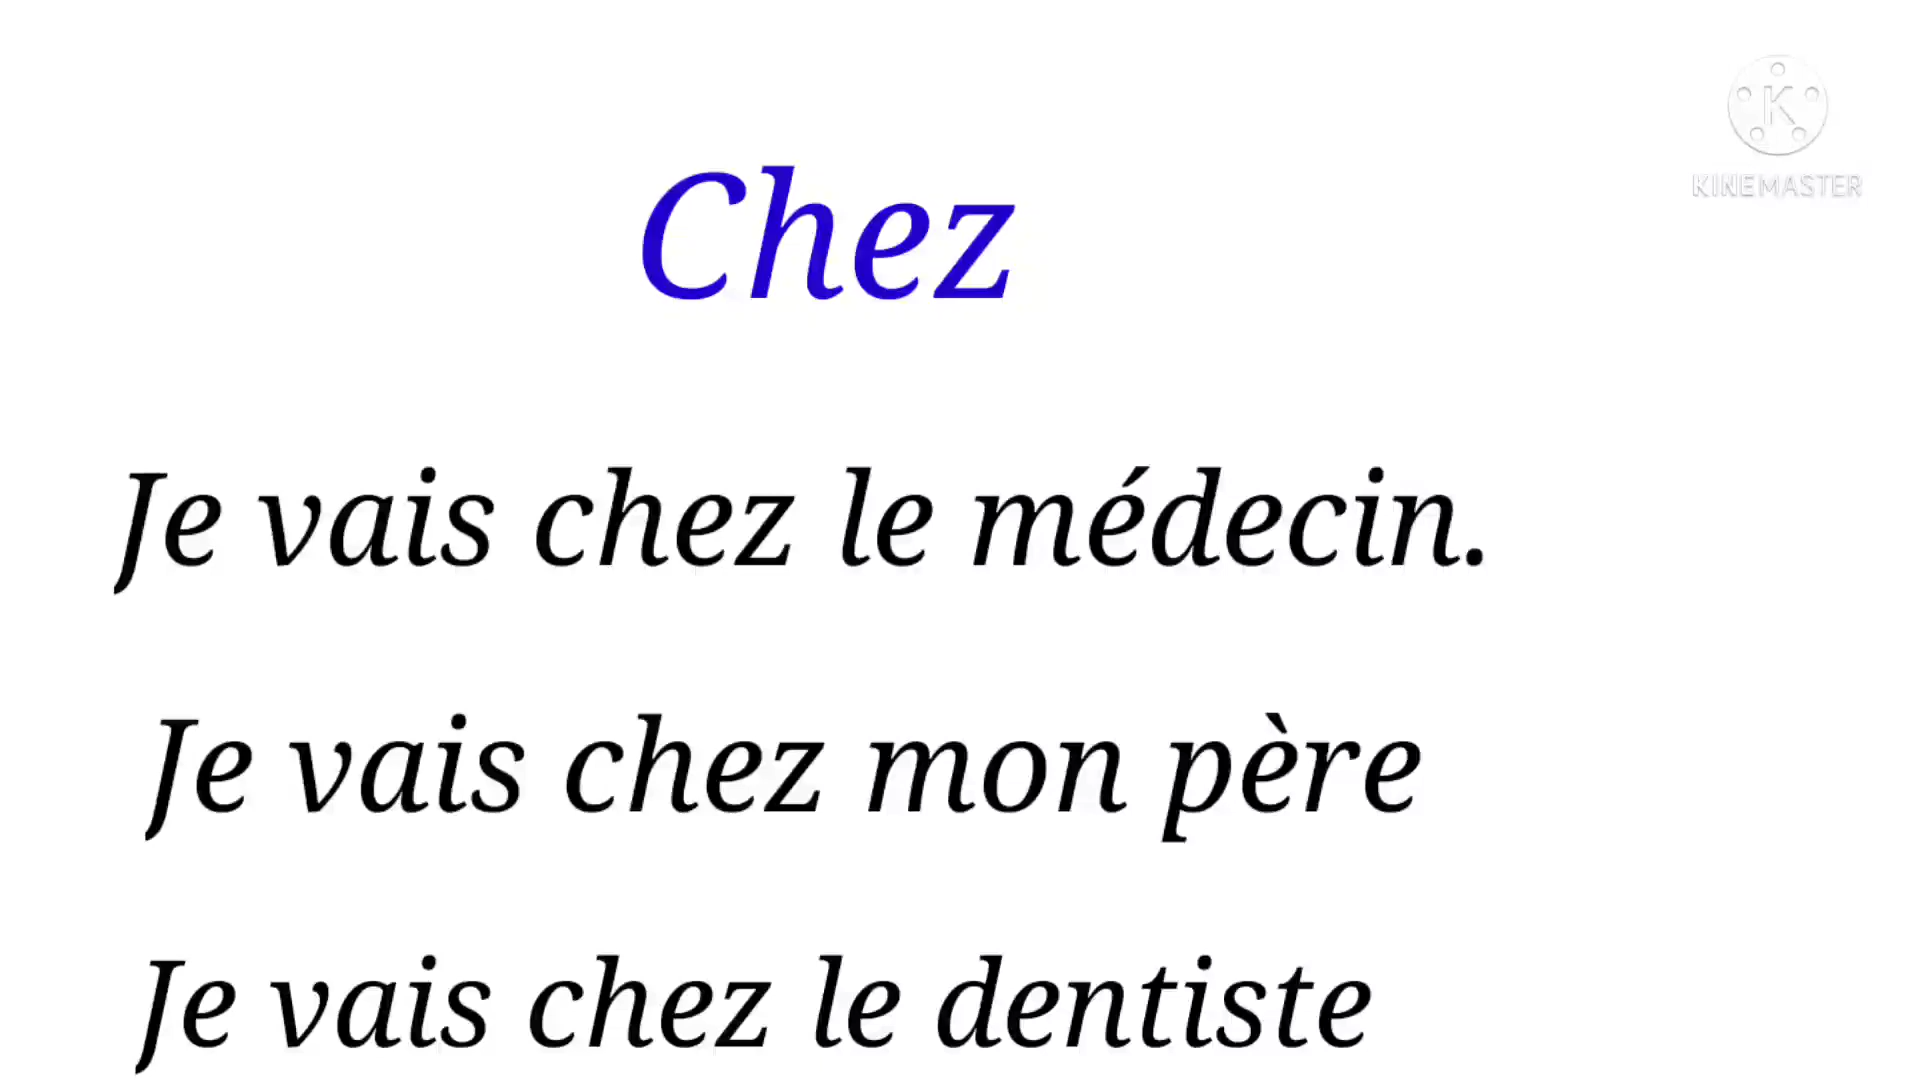 KINEMASTER
Chez
Je vais chez le médecin.
Je vais chez mon père
Je vais chez le dentiste